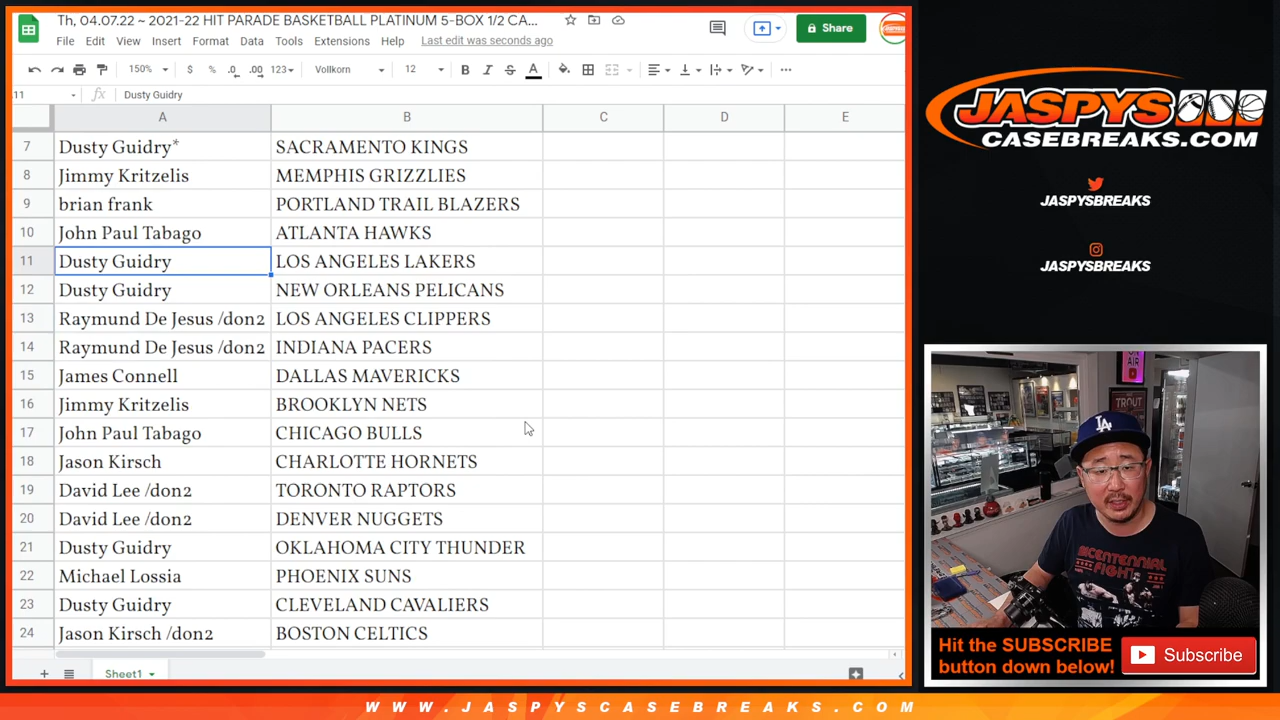 Th, 04.07.22 ~ 2021-22 HIT PARADE BASKETBALL PLATINUM 5-BOX 1/2 CA...
File Edit View Insert Format Data Tools Extensions Help Last edit was seconds ago
Share
150% $ % .0 .00 123 Vollkorn 12 B I S A
11 fx Dusty Guidry
A B C D E
7 Dusty Guidry* SACRAMENTO KINGS
8 Jimmy Kritzelis MEMPHIS GRIZZLIES
9 brian frank PORTLAND TRAIL BLAZERS
10 John Paul Tabago ATLANTA HAWKS
11 Dusty Guidry LOS ANGELES LAKERS
12 Dusty Guidry NEW ORLEANS PELICANS
13 Raymund De Jesus /don2 LOS ANGELES CLIPPERS
14 Raymund De Jesus /don2 INDIANA PACERS
15 James Connell DALLAS MAVERICKS
16 Jimmy Kritzelis BROOKLYN NETS
17 John Paul Tabago CHICAGO BULLS
18 Jason Kirsch CHARLOTTE HORNETS
19 David Lee /don2 TORONTO RAPTORS
20 David Lee /don2 DENVER NUGGETS
21 Dusty Guidry OKLAHOMA CITY THUNDER
22 Michael Lossia PHOENIX SUNS
23 Dusty Guidry CLEVELAND CAVALIERS
24 Jason Kirsch /don2 BOSTON CELTICS
Sheet1
JASPYS
CASEBREAKS.COM
JASPYSBREAKS
JASPYSBREAKS
ON AIR
TROUT
LA
BICENTENNIAL
FIGHT
Hit the SUBSCRIBE
button down below!
Subscribe
WWW.JASPYSCASEBREAKS.COM